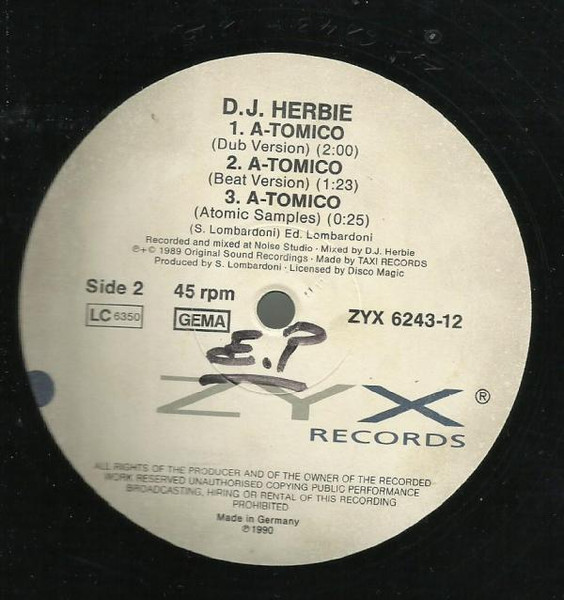 D.J. HERBIE
1. A-TOMICO
(Dub Version) (2:00)
2. A-TOMICO
(Beat Version) (1:23)
3. A-TOMICO
(Atomic Samples) (0:25)
(S. Lombardoni) Ed. Lombardoni
Recorded and mixed at Noise Studio · Mixed by D.J. Herbie
℗+© 1989 Original Sound Recordings · Made by TAXI RECORDS
Produced by S. Lombardoni · Licensed by Disco Magic
Side 2 45 rpm
LC 6350 GEMA ZYX 6243-12
E.P
ZYX ®
RECORDS
ALL RIGHTS OF THE PRODUCER AND OF THE OWNER OF THE RECORDED
WORK RESERVED UNAUTHORISED COPYING PUBLIC PERFORMANCE
BROADCASTING, HIRING OR RENTAL OF THIS RECORDING
PROHIBITED
Made in Germany
℗1990